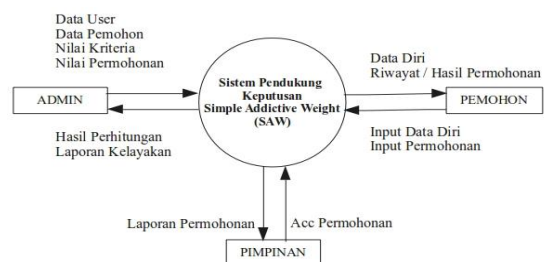 Data User
Data Pemohon
Nilai Kriteria
Nilai Permohonan
ADMIN
Hasil Perhitungan
Laporan Kelayakan
Sistem Pendukung
Keputusan
Simple Addictive Weight
(SAW)
Data Diri
Riwayat / Hasil Permohonan
PEMOHON
Input Data Diri
Input Permohonan
Laporan Permohonan
Acc Permohonan
PIMPINAN